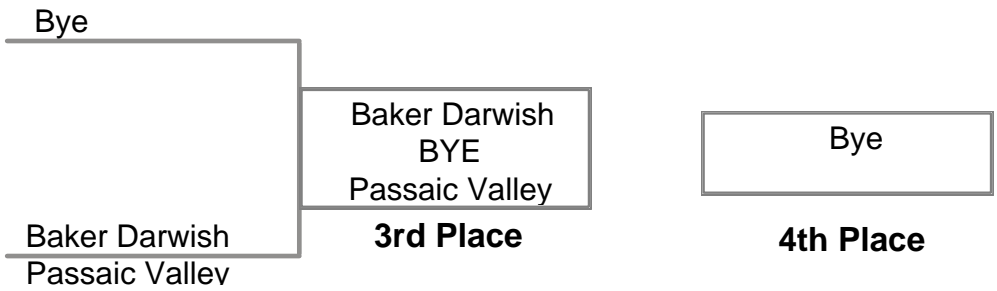 Bye
Baker Darwish
BYE
Passaic Valley
3rd Place
Bye
4th Place
Baker Darwish
Passaic Valley